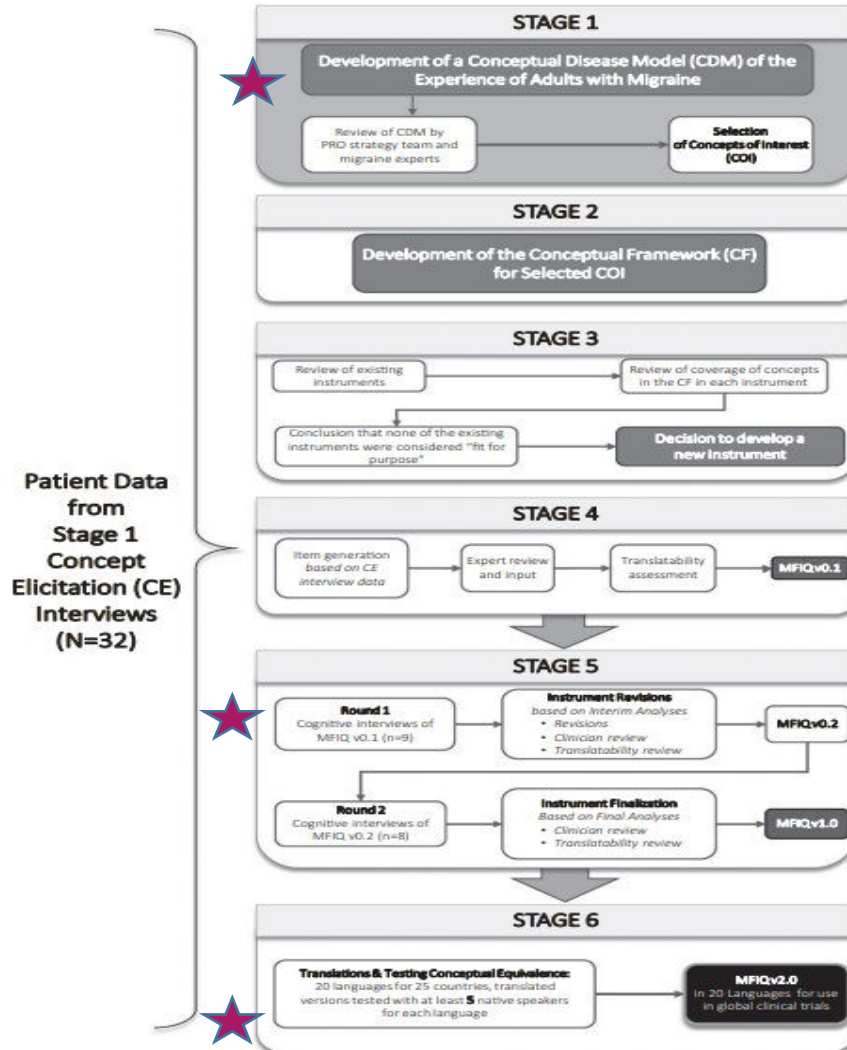 STAGE 1
Development of a Conceptual Disease Model (CDM) of the
Experience of Adults with Migraine
Review of CDM by
PRO strategy team and
migraine experts
Selection
of Concepts of Interest
(COI)
STAGE 2
Development of the Conceptual Framework (CF)
for Selected COI
STAGE 3
Review of existing
instruments
Review of coverage of concepts
in the CF in each instrument
Conclusion that none of the existing
instruments were considered "fit for
purpose"
Decision to develop a
new instrument
Patient Data
from
Stage 1
Concept
Elicitation (CE)
Interviews
(N=32)
STAGE 4
Item generation
based on CE
interview data
Expert review
and input
Translatability
assessment
MFIQv0.1
STAGE 5
Round 1
Cognitive interviews of
MFIQ v0.1 (n=9)
Instrument Revisions
based on Interim Analyses
• Revisions
• Clinician review
• Translatability review
MFIQv0.2
Round 2
Cognitive interviews of
MFIQ v0.2 (n=8)
Instrument Finalization
Based on Final Analyses
• Clinician review
• Translatability review
MFIQv1.0
STAGE 6
Translations & Testing Conceptual Equivalence:
20 languages for 25 countries, translated
versions tested with at least 5 native speakers
for each language
MFIQv2.0
in 20 Languages for use
in global clinical trials